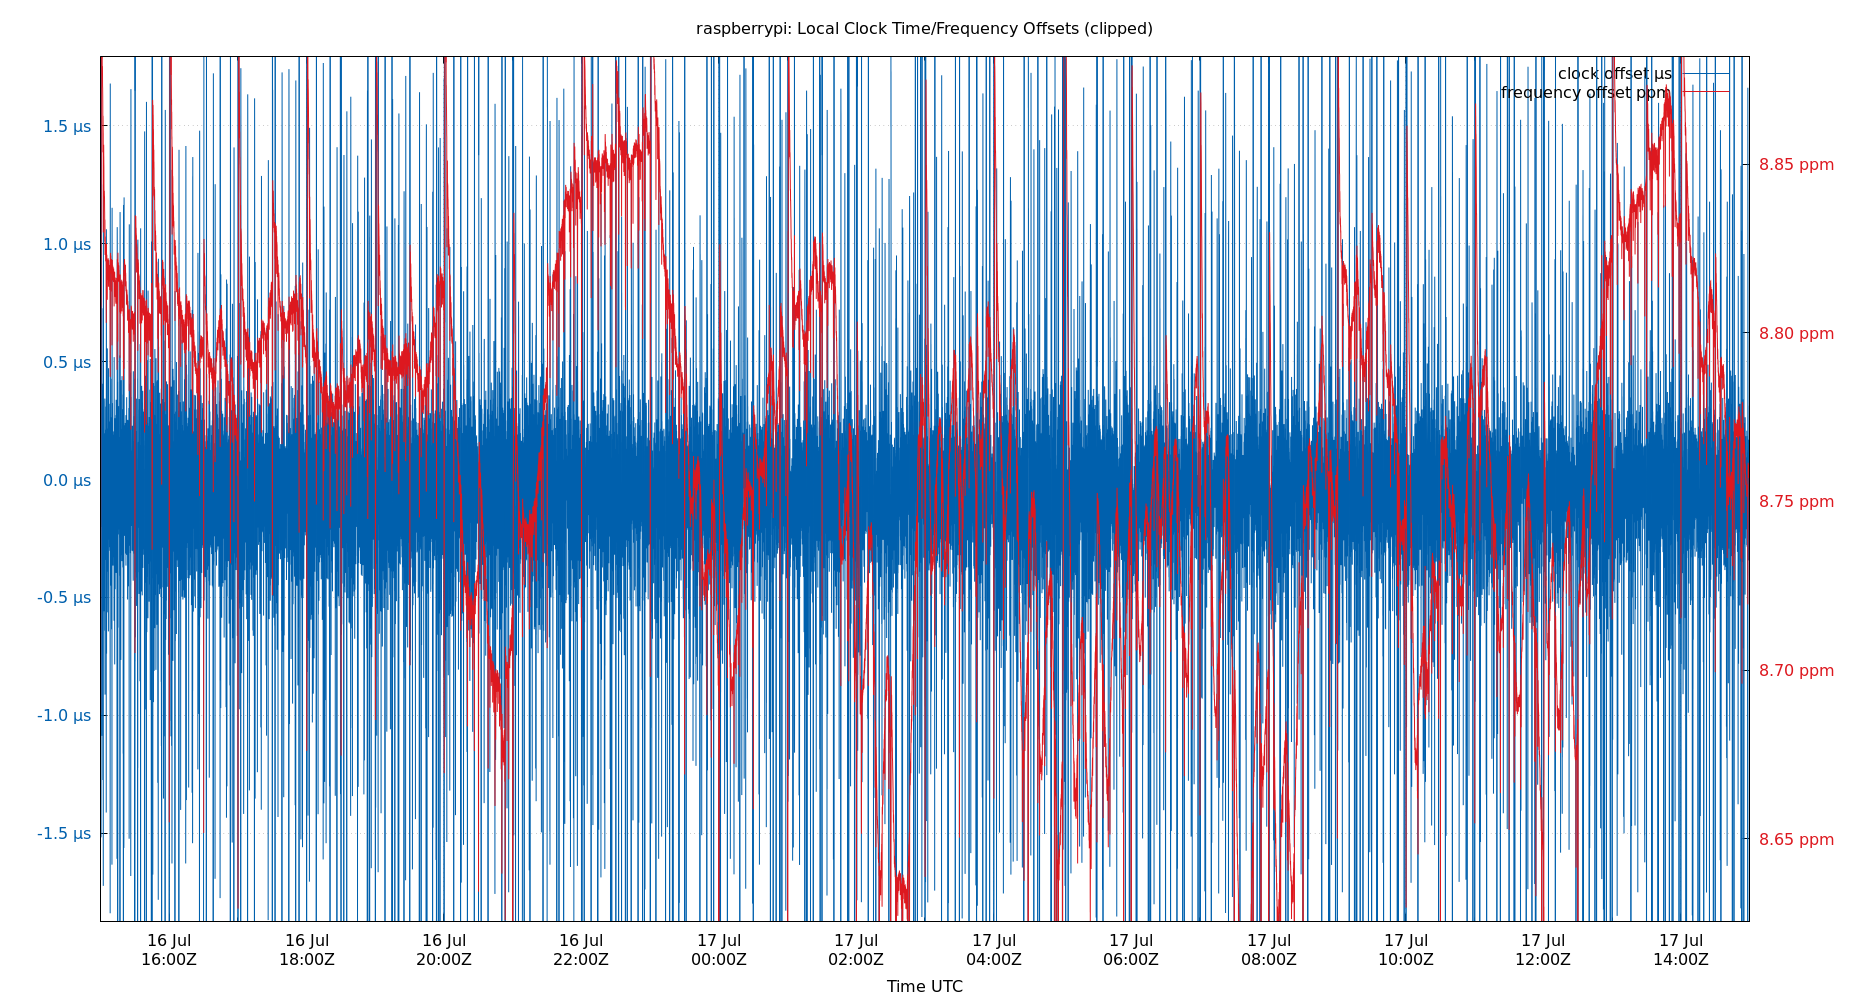 raspberrypi: Local Clock Time/Frequency Offsets (clipped)
clock offset µs
frequency offset ppm
1.5 µs
1.0 µs
0.5 µs
0.0 µs
-0.5 µs
-1.0 µs
-1.5 µs
8.85 ppm
8.80 ppm
8.75 ppm
8.70 ppm
8.65 ppm
16 Jul 16 Jul 16 Jul 16 Jul 17 Jul 17 Jul 17 Jul 17 Jul 17 Jul 17 Jul 17 Jul 17 Jul
16:00Z 18:00Z 20:00Z 22:00Z 00:00Z 02:00Z 04:00Z 06:00Z 08:00Z 10:00Z 12:00Z 14:00Z
Time UTC